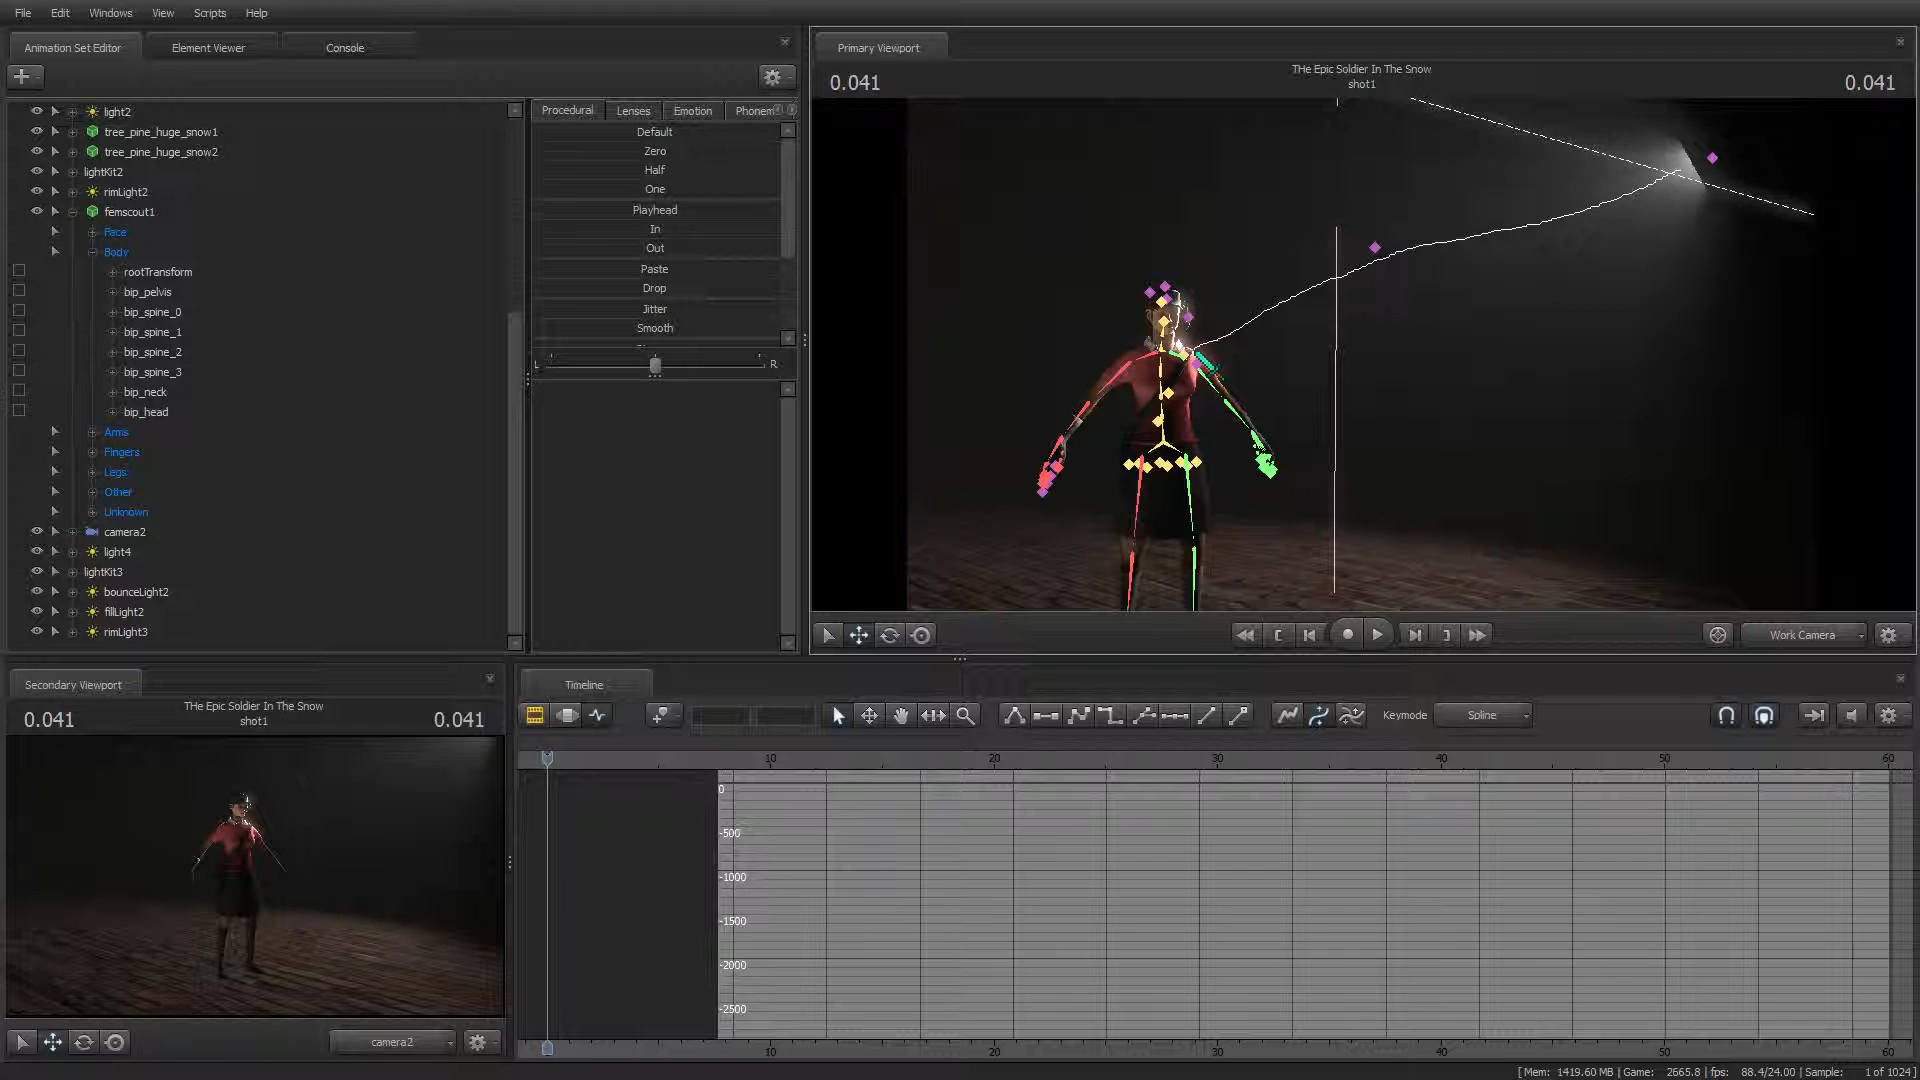 File Edit Windows View Scripts Help
Animation Set Editor Element Viewer Console
light2
tree_pine_huge_snow1
tree_pine_huge_snow2
lightKit2
rimLight2
femscout1
Face
Body
rootTransform
bip_pelvis
bip_spine_0
bip_spine_1
bip_spine_2
bip_spine_3
bip_neck
bip_head
Arms
Fingers
Legs
Other
Unknown
camera2
light4
lightKit3
bounceLight2
fillLight2
rimLight3
Procedural Lenses Emotion Phonem
Default
Zero
Half
One
Playhead
In
Out
Paste
Drop
Jitter
Smooth
L R
Primary Viewport
THe Epic Soldier In The Snow
0.041 shot1 0.041
Work Camera
Secondary Viewport
THe Epic Soldier In The Snow
0.041 shot1 0.041
camera2
Timeline
Keymode Spline
10 20 30 40 50 60
0
-500
-1000
-1500
-2000
-2500
10 20 30 40 50 60
[ Mem: 1419.60 MB | Game: 2665.8 | fps: 88.4/24.00 | Sample: 1 of 1024 ]